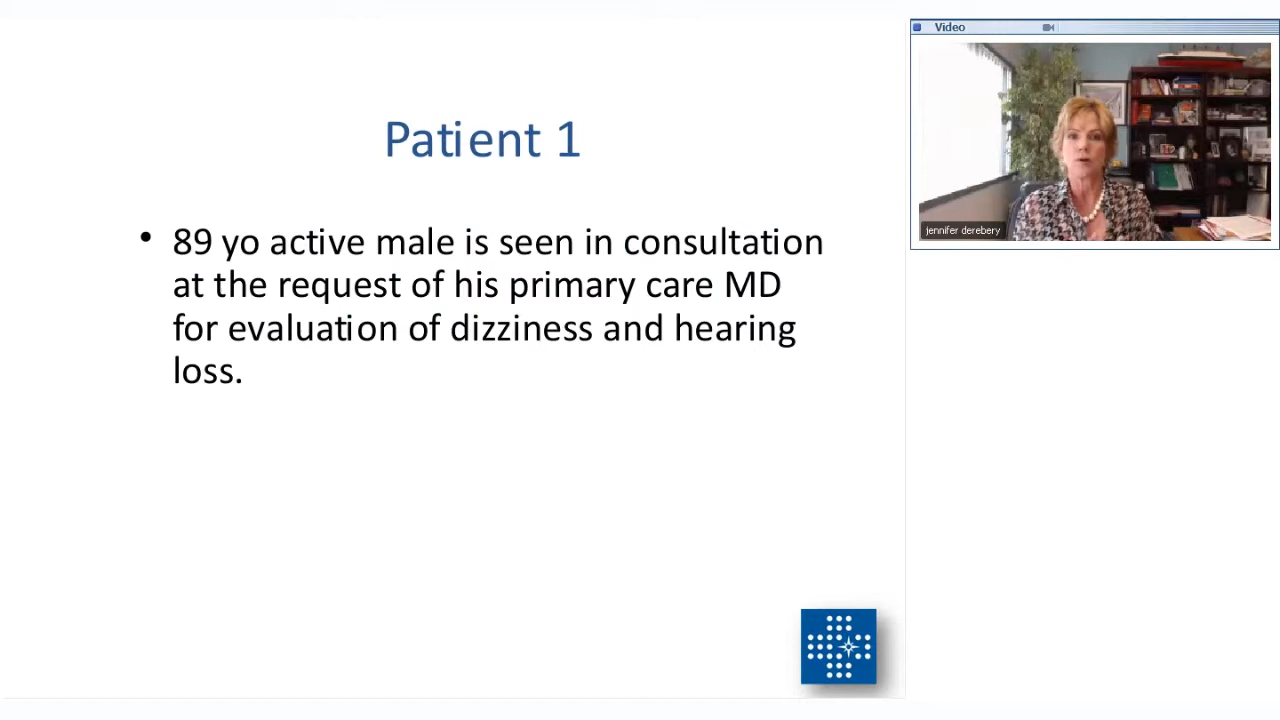 Patient 1
• 89 yo active male is seen in consultation
at the request of his primary care MD
for evaluation of dizziness and hearing
loss.
Video
jennifer derebery